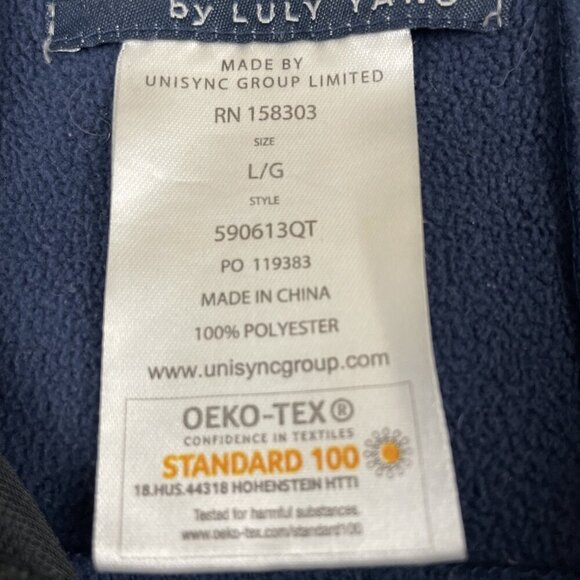 by LULY YANG
MADE BY
UNISYNC GROUP LIMITED
RN 158303
SIZE
L/G
STYLE
590613QT
PO 119383
MADE IN CHINA
100% POLYESTER
www.unisyncgroup.com
OEKO-TEX®
CONFIDENCE IN TEXTILES
STANDARD 100
18.HUS.44318 HOHENSTEIN HTTI
Tested for harmful substances.
www.oeko-tex.com/standard100